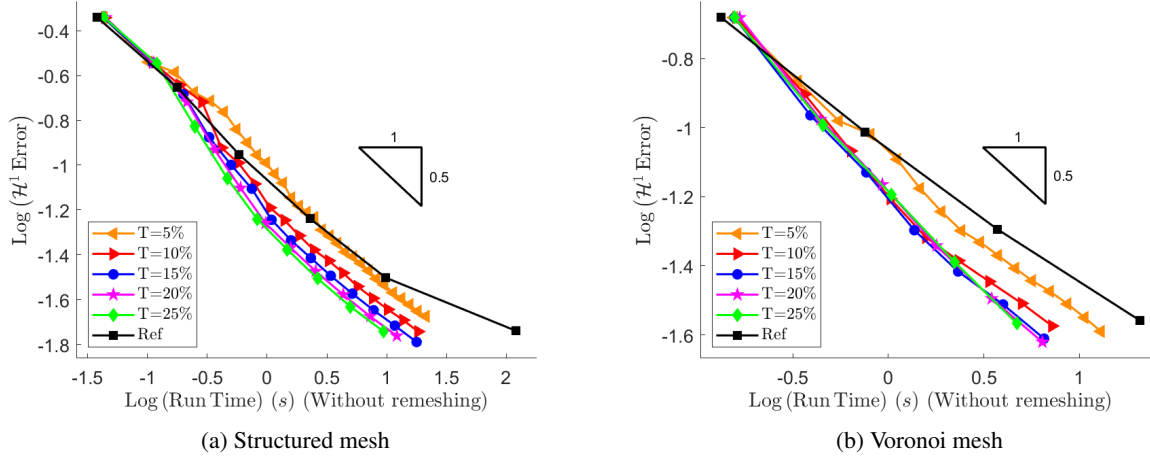 -0.4
-0.6
-0.8
-1.0
-1.2
-1.4
-1.6
-1.8
Log (H¹ Error)
1
0.5
T=5%
T=10%
T=15%
T=20%
T=25%
Ref
-1.5 -1 -0.5 0 0.5 1 1.5 2
Log (Run Time) (s) (Without remeshing)
(a) Structured mesh
-0.8
-1
-1.2
-1.4
-1.6
Log (H¹ Error)
1
0.5
T=5%
T=10%
T=15%
T=20%
T=25%
Ref
-0.5 0 0.5 1
Log (Run Time) (s) (Without remeshing)
(b) Voronoi mesh